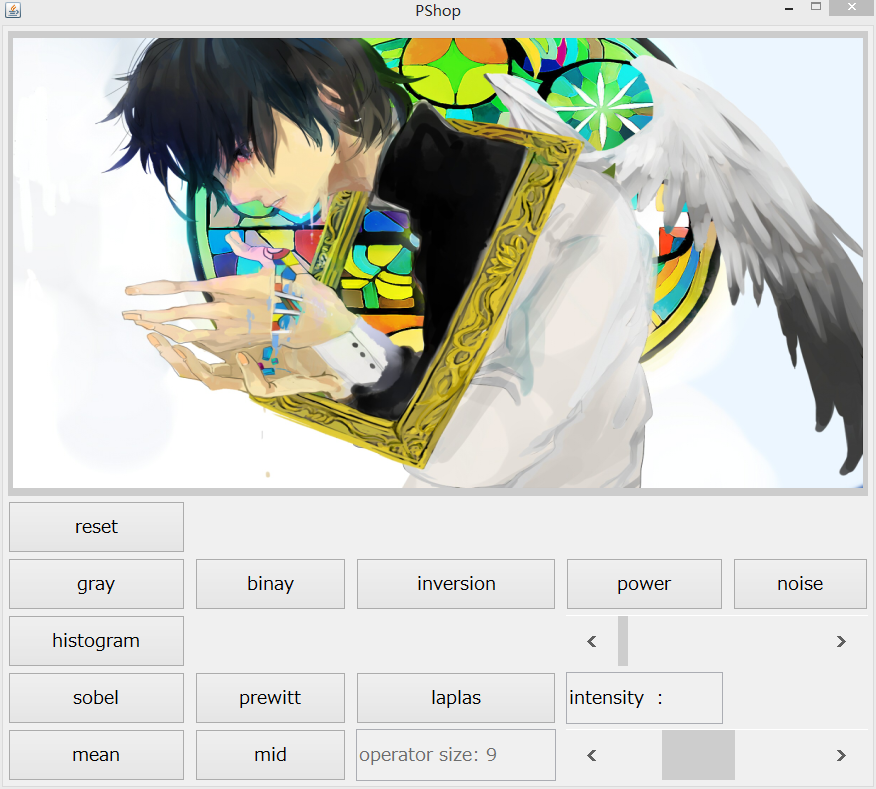 PShop
reset
gray
binay
inversion
power
noise
histogram
sobel
prewitt
laplas
intensity :
mean
mid
operator size: 9